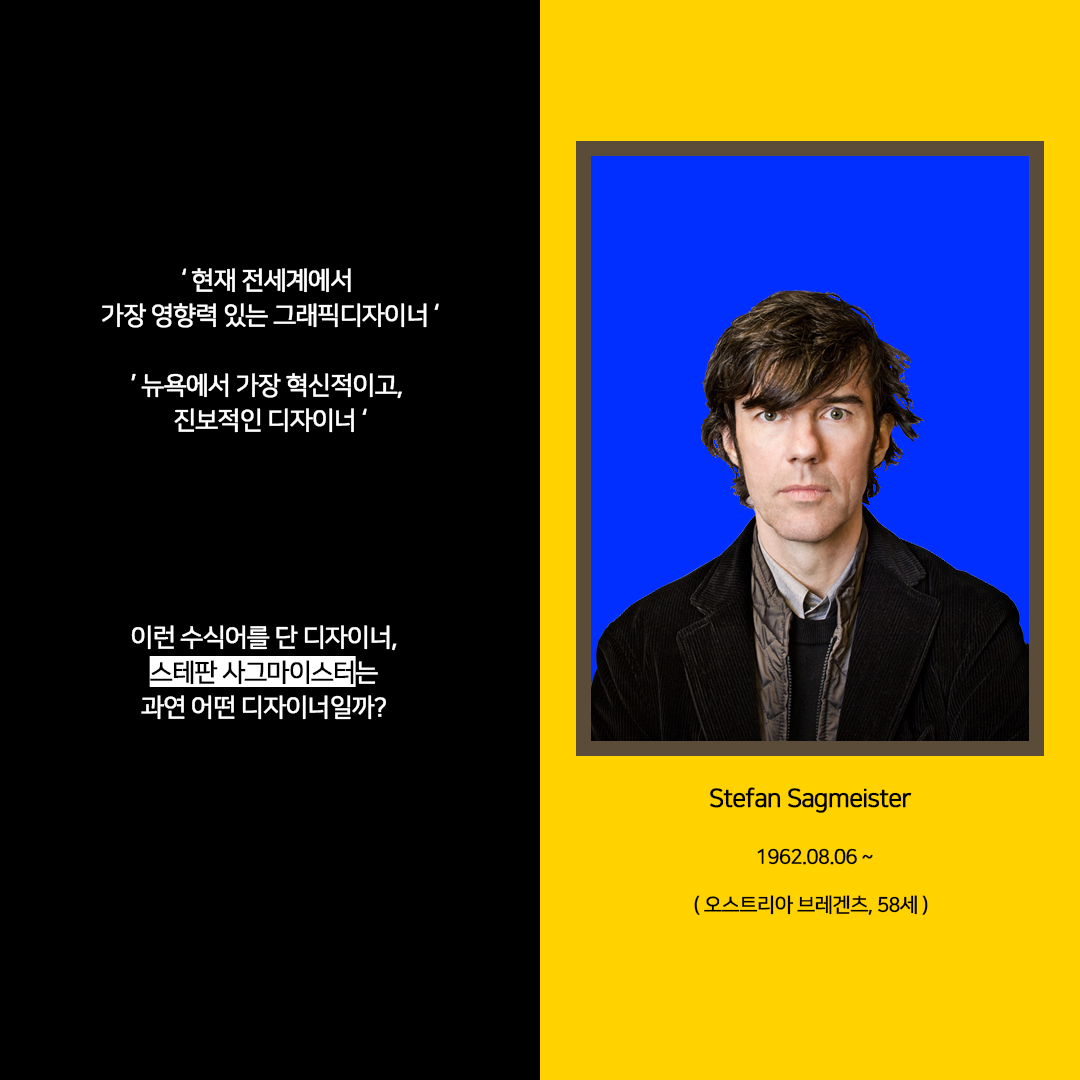 ‘ 현재 전세계에서
가장 영향력 있는 그래픽디자이너 ‘
’ 뉴욕에서 가장 혁신적이고,
진보적인 디자이너 ‘
이런 수식어를 단 디자이너,
스테판 사그마이스터는
과연 어떤 디자이너일까?
Stefan Sagmeister
1962.08.06 ~
( 오스트리아 브레겐츠, 58세 )